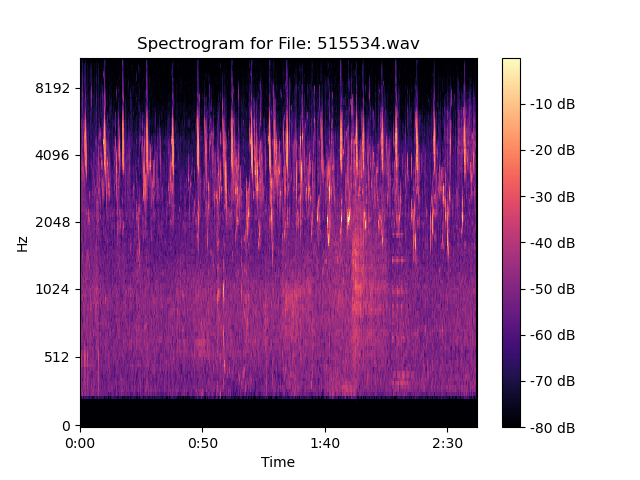 Spectrogram for File: 515534.wav
8192
4096
2048
1024
512
0
Hz
0:00
0:50
1:40
2:30
Time
-10 dB
-20 dB
-30 dB
-40 dB
-50 dB
-60 dB
-70 dB
-80 dB